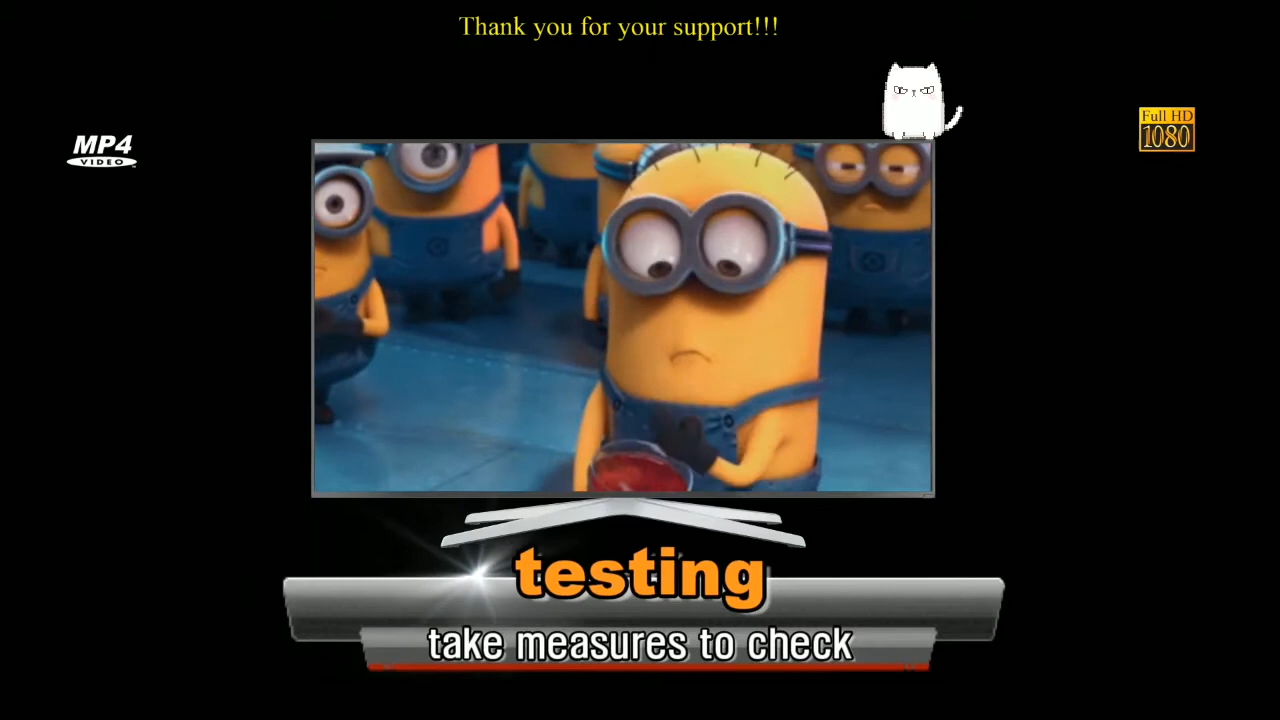 Thank you for your support!!!
MP4
VIDEO
Full HD
1080
testing
take measures to check